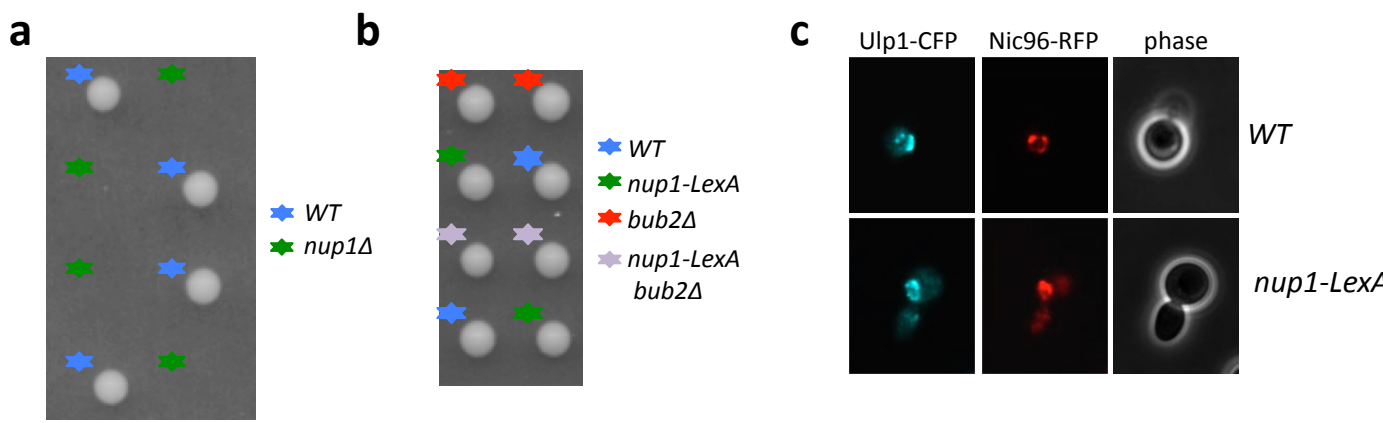 a
WT
nup1Δ
b
WT
nup1-LexA
bub2Δ
nup1-LexA
bub2Δ
c
Ulp1-CFP Nic96-RFP phase
WT
nup1-LexA